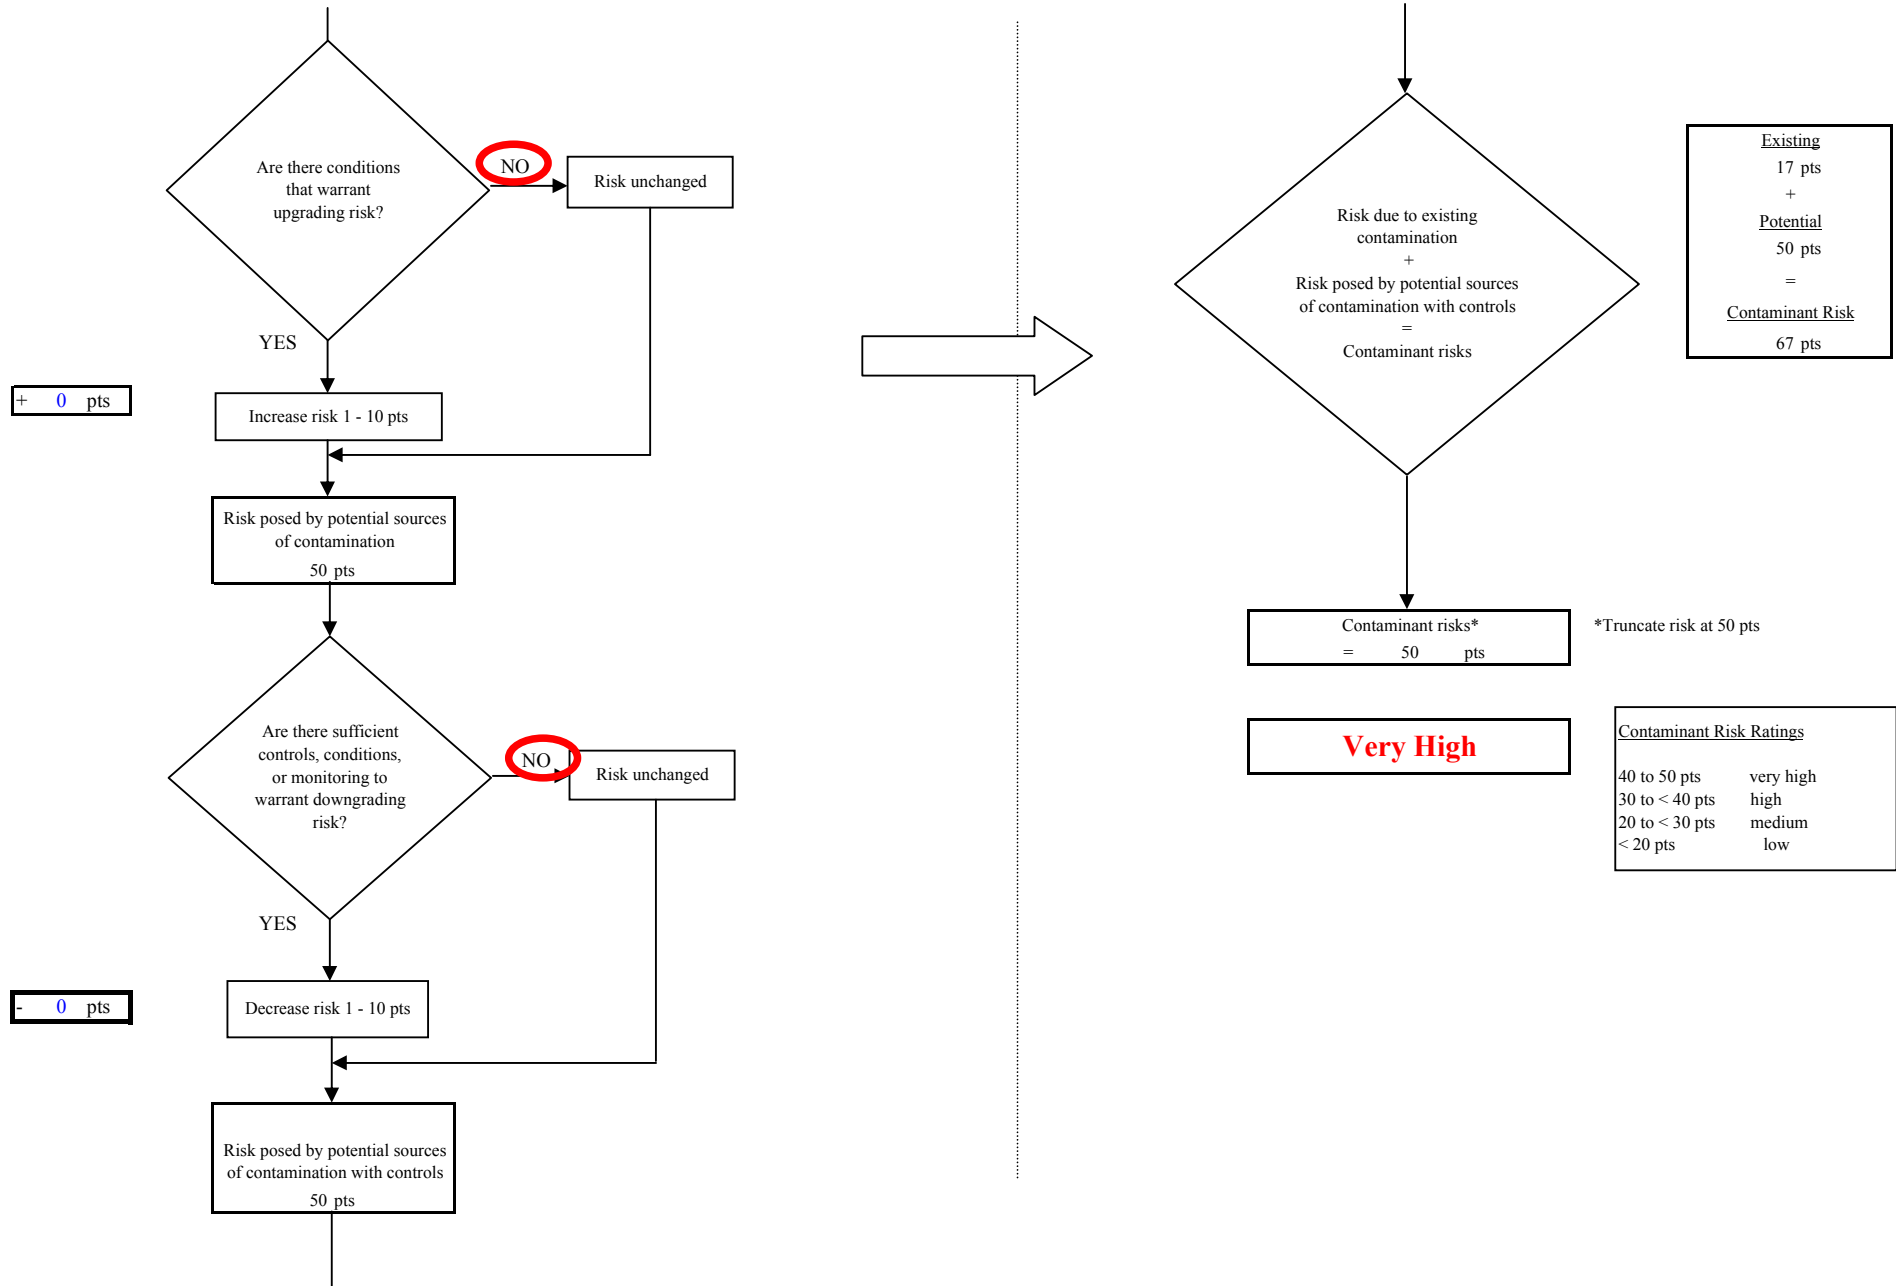 Are there conditions
that warrant
upgrading risk?
NO
Risk unchanged
YES
+ 0 pts
Increase risk 1 - 10 pts
Risk posed by potential sources
of contamination
50 pts
Are there sufficient
controls, conditions,
or monitoring to
warrant downgrading
risk?
NO
Risk unchanged
YES
- 0 pts
Decrease risk 1 - 10 pts
Risk posed by potential sources
of contamination with controls
50 pts
Risk due to existing
contamination
+
Risk posed by potential sources
of contamination with controls
=
Contaminant risks
Existing
17 pts
+
Potential
50 pts
=
Contaminant Risk
67 pts
Contaminant risks*
= 50 pts
*Truncate risk at 50 pts
Very High
Contaminant Risk Ratings
40 to 50 pts very high
30 to < 40 pts high
20 to < 30 pts medium
< 20 pts low